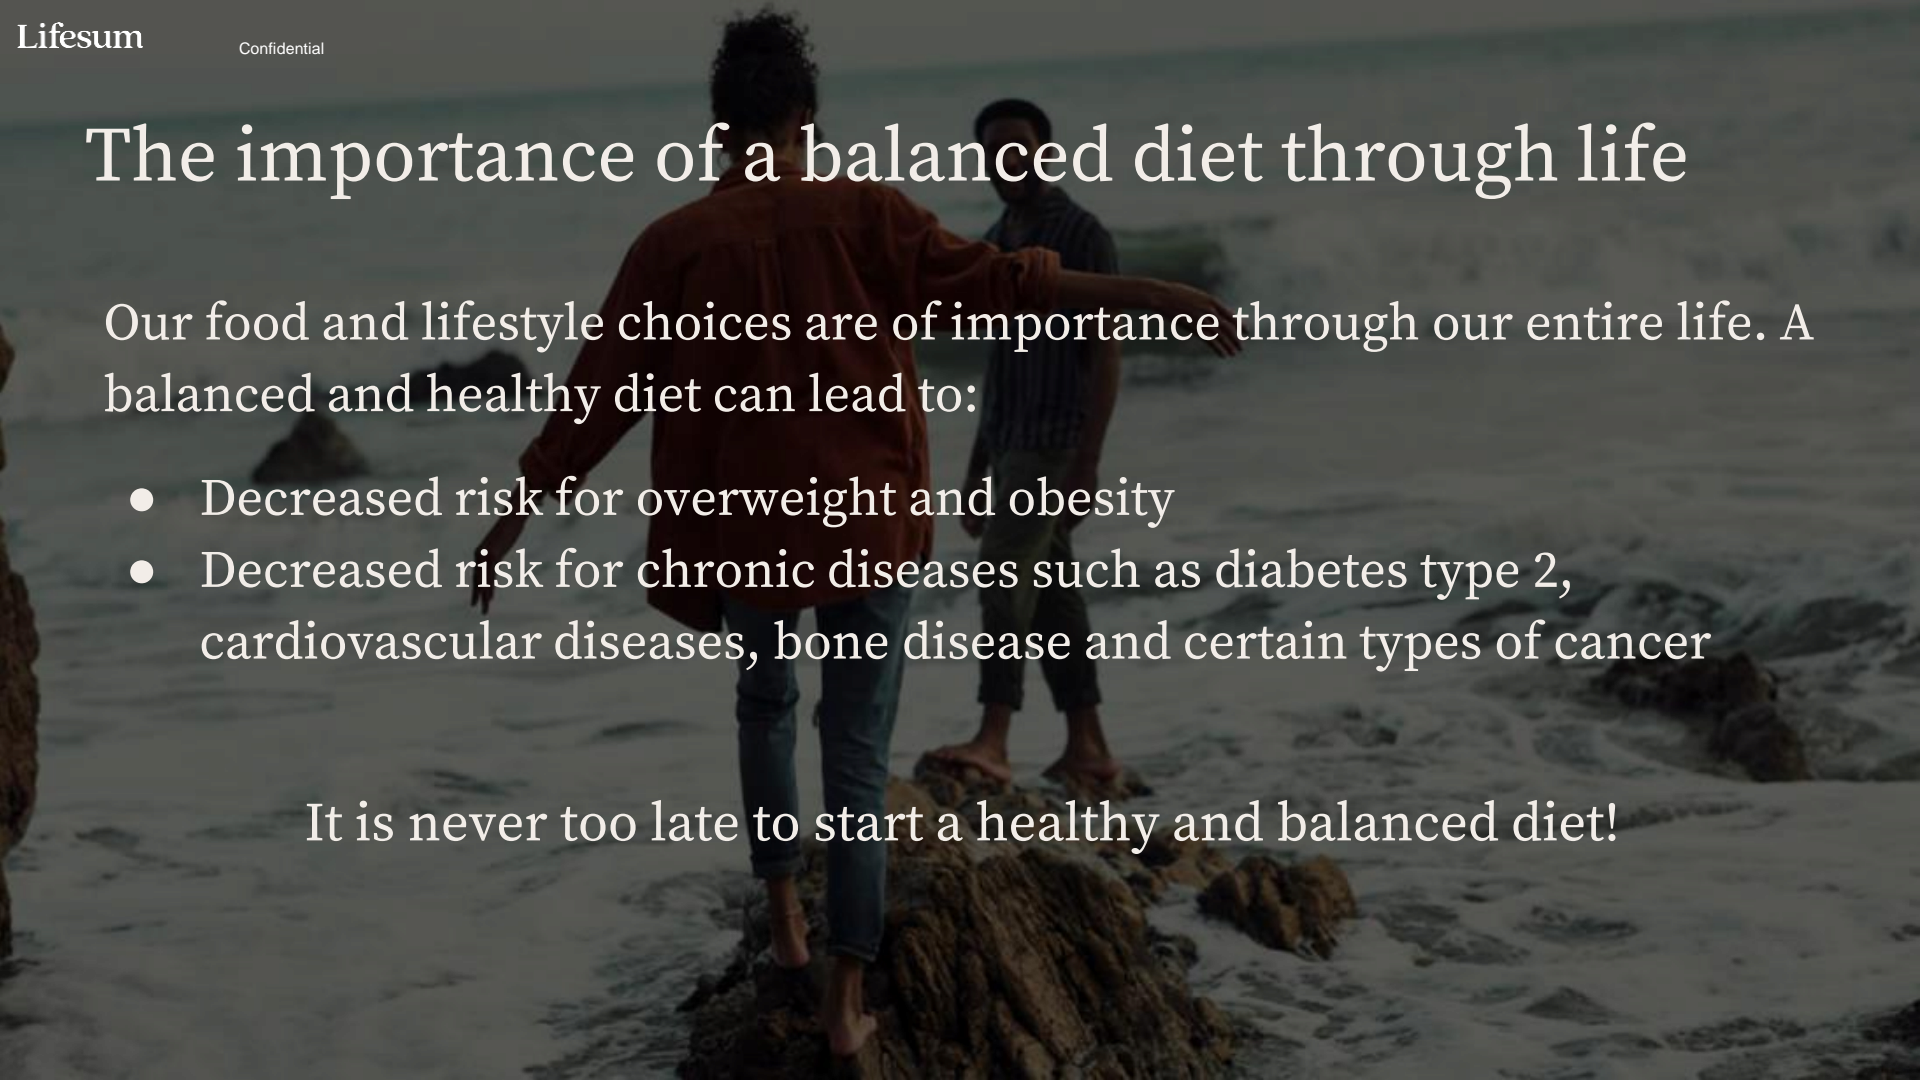 Lifesum
Confidential
The importance of a balanced diet through life
Our food and lifestyle choices are of importance through our entire life. A
balanced and healthy diet can lead to:
● Decreased risk for overweight and obesity
● Decreased risk for chronic diseases such as diabetes type 2,
cardiovascular diseases, bone disease and certain types of cancer
It is never too late to start a healthy and balanced diet!